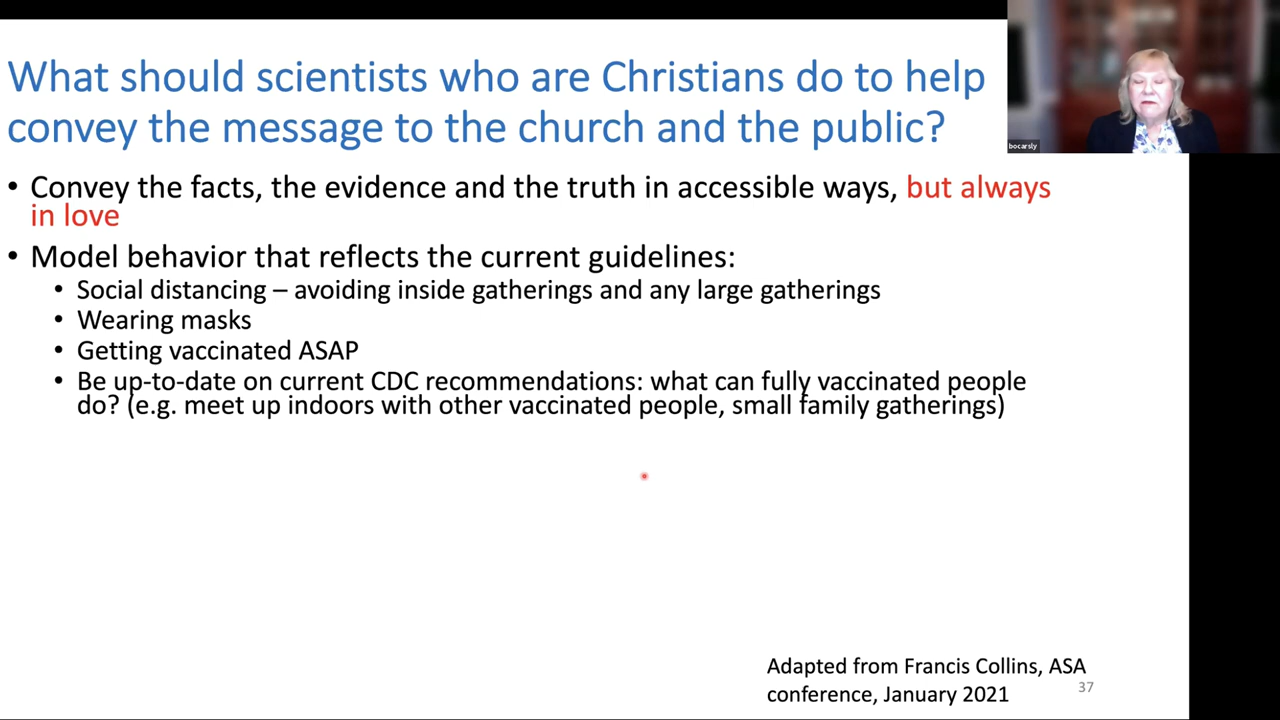 What should scientists who are Christians do to help
convey the message to the church and the public?
bocarsly
• Convey the facts, the evidence and the truth in accessible ways, but always
in love
• Model behavior that reflects the current guidelines:
• Social distancing – avoiding inside gatherings and any large gatherings
• Wearing masks
• Getting vaccinated ASAP
• Be up-to-date on current CDC recommendations: what can fully vaccinated people
do? (e.g. meet up indoors with other vaccinated people, small family gatherings)
Adapted from Francis Collins, ASA
conference, January 2021
37